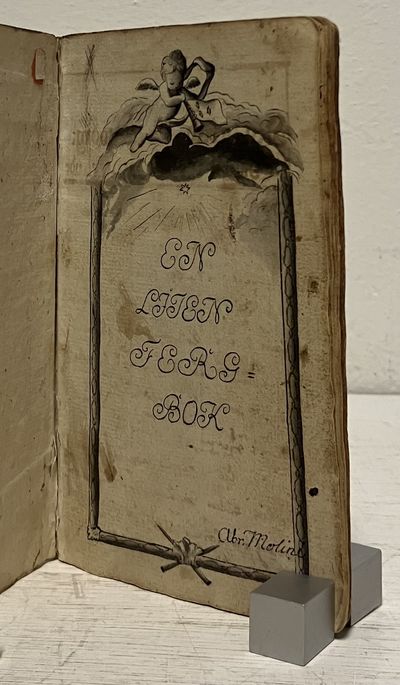 EN
LITEN
FERG=
BOK
Abr. Molin